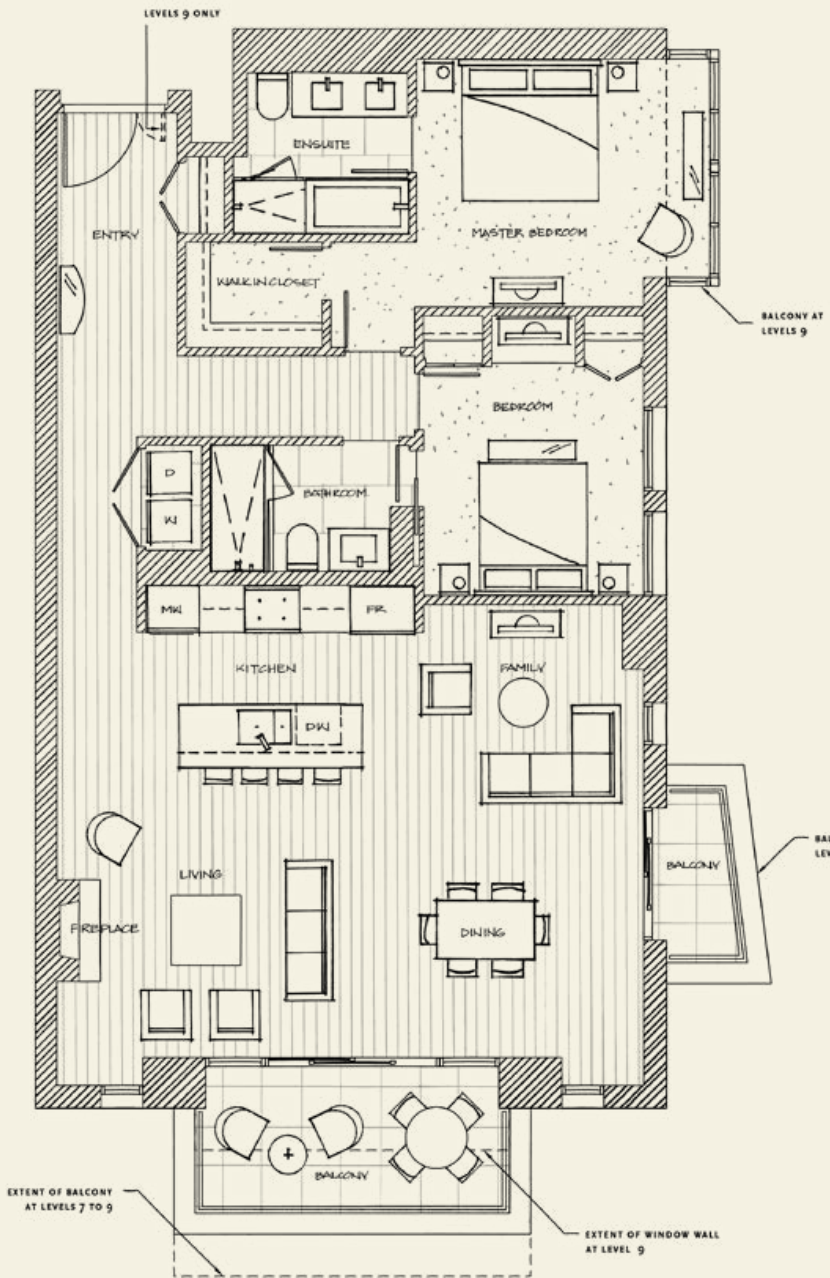 LEVELS 9 ONLY
ENSUITE
ENTRY
MASTER BEDROOM
WALK IN CLOSET
BALCONY AT
LEVELS 9
BEDROOM
D
BATHROOM
W
MW
FR
KITCHEN
FAMILY
DW
BAL
LEV
BALCONY
LIVING
FIREPLACE
DINING
BALCONY
EXTENT OF BALCONY
AT LEVELS 7 TO 9
EXTENT OF WINDOW WALL
AT LEVEL 9